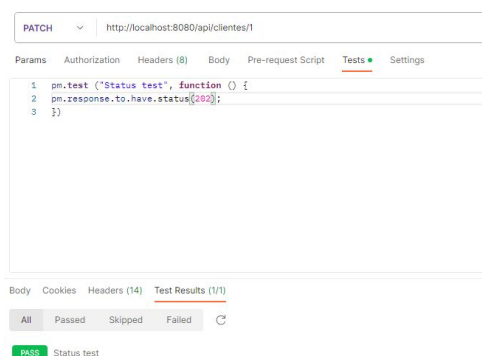 PATCH http://localhost:8080/api/clientes/1
Params Authorization Headers (8) Body Pre-request Script Tests Settings
1 pm.test ("Status test", function () {
2 pm.response.to.have.status(202);
3 })
Body Cookies Headers (14) Test Results (1/1)
All Passed Skipped Failed
PASS Status test